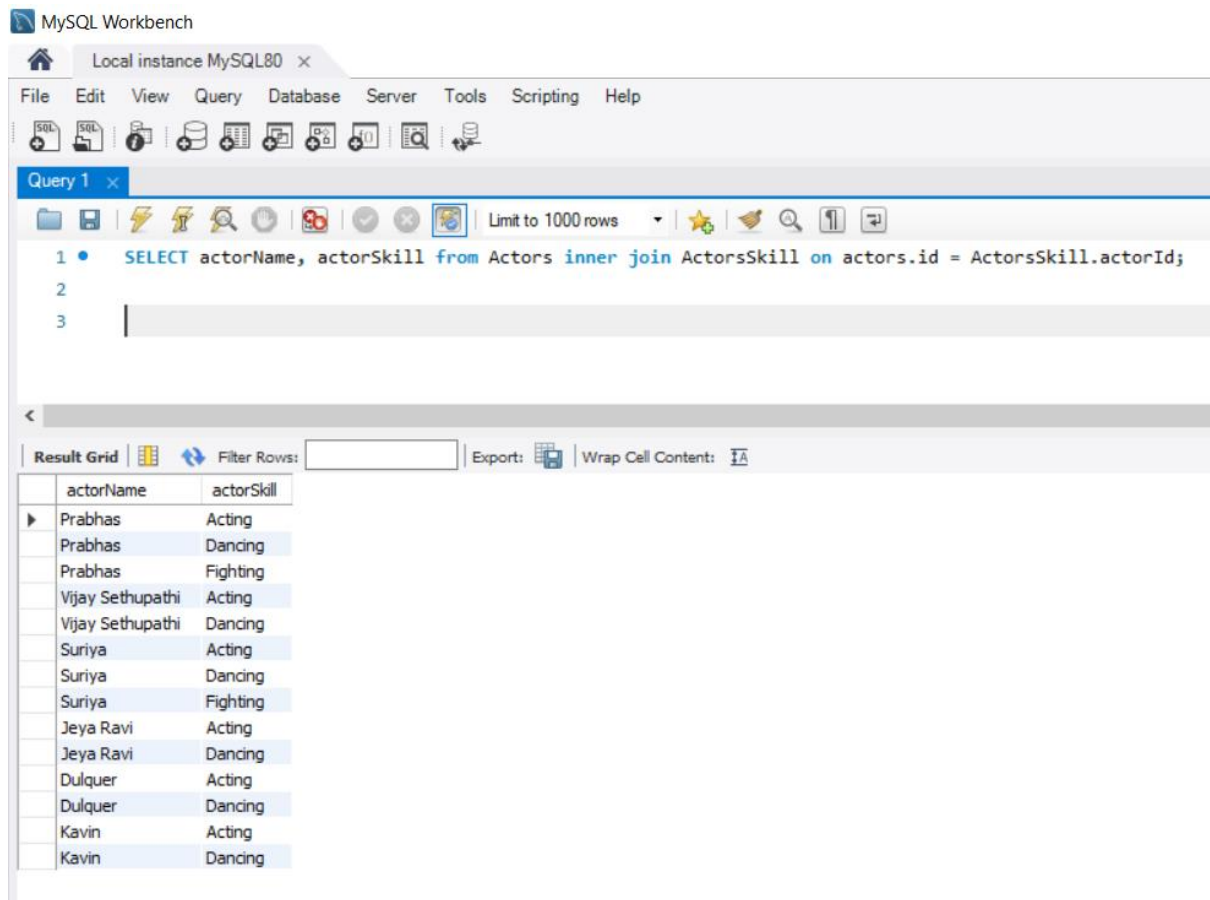 MySQL Workbench
Local instance MySQL80
File Edit View Query Database Server Tools Scripting Help
Query 1
Limit to 1000 rows
1 SELECT actorName, actorSkill from Actors inner join ActorsSkill on actors.id = ActorsSkill.actorId;
2
3
Result Grid Filter Rows: Export: Wrap Cell Content:
actorName actorSkill
Prabhas Acting
Prabhas Dancing
Prabhas Fighting
Vijay Sethupathi Acting
Vijay Sethupathi Dancing
Suriya Acting
Suriya Dancing
Suriya Fighting
Jeya Ravi Acting
Jeya Ravi Dancing
Dulquer Acting
Dulquer Dancing
Kavin Acting
Kavin Dancing